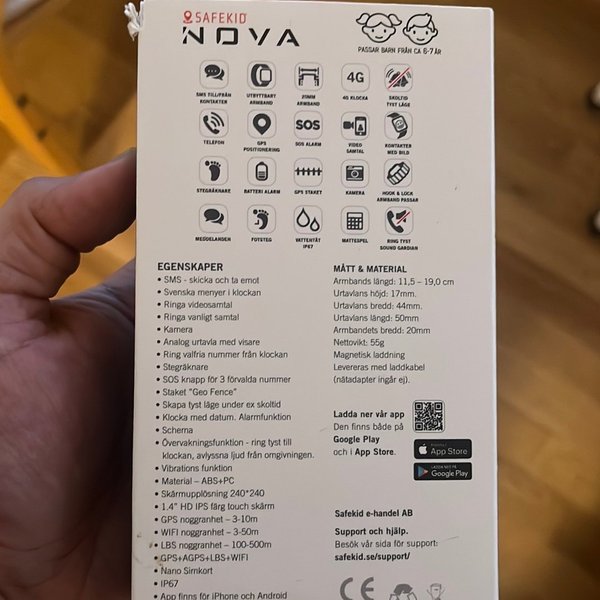 SAFEKID
NOVA
PASSAR BARN FRÅN CA 6-7 ÅR
SMS TILL/FRÅN
KONTAKTER
UTBYTTBART
ARMBAND
20MM
ARMBAND
4G
4G KLOCKA
SKOLTID
TYST LÄGE
TELEFON
GPS
POSITIONERING
SOS
SOS ALARM
VIDEO
SAMTAL
KONTAKTER
MED BILD
STEGRÄKNARE
BATTERI ALARM
GPS STAKET
KAMERA
HOOK & LOCK
ARMBAND PASSAR
MEDDELANDEN
FOTSTEG
VATTENTÄT
IP67
MATTESPEL
RING TYST
SOUND GARDIAN
EGENSKAPER
• SMS - skicka och ta emot
• Svenska menyer i klockan
• Ringa videosamtal
• Ringa vanligt samtal
• Kamera
• Analog urtavla med visare
• Ring valfria nummer från klockan
• Stegräknare
• SOS knapp för 3 förvalda nummer
• Staket "Geo Fence"
• Skapa tyst läge under ex skoltid
• Klocka med datum. Alarmfunktion
• Schema
• Övervakningsfunktion - ring tyst till
klockan, avlyssna ljud från omgivningen.
• Vibrations funktion
• Material – ABS+PC
• Skärmupplösning 240*240
• 1.4" HD IPS färg touch skärm
• GPS noggranhet – 3-10m
• WIFI noggranhet – 3-50m
• LBS noggranhet – 100-500m
• GPS+AGPS+LBS+WIFI
• Nano Simkort
• IP67
• App finns för iPhone och Android
MÅTT & MATERIAL
Armbands längd: 11,5 – 19,0 cm
Urtavlans höjd: 17mm.
Urtavlans bredd: 44mm.
Urtavlans längd: 50mm
Armbandets bredd: 20mm
Nettovikt: 55g
Magnetisk laddning
Levereras med laddkabel
(nätadapter ingår ej).
Ladda ner vår app
Den finns både på
Google Play
och i App Store.
App Store
Google Play
Safekid e-handel AB
Support och hjälp.
Besök vår sida för support:
safekid.se/support/
CE